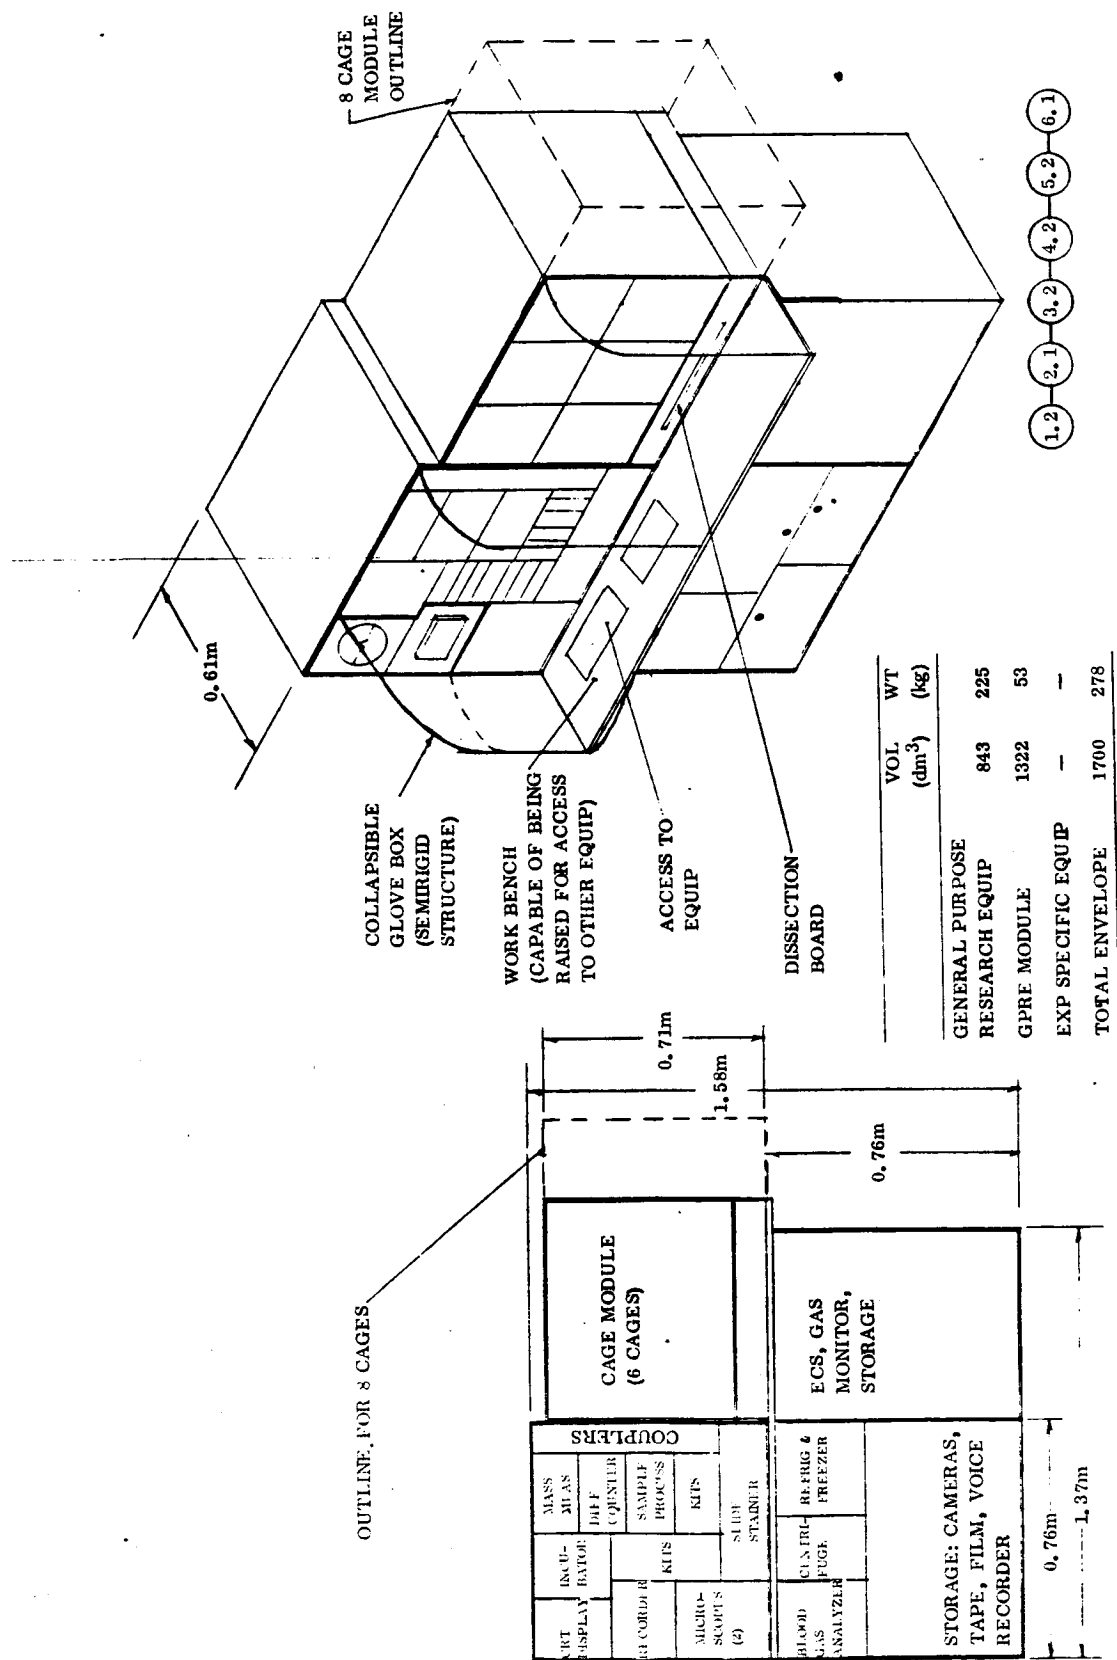 8 CAGE
MODULE
OUTLINE
0.61m
COLLAPSIBLE
GLOVE BOX
(SEMIRIGID
STRUCTURE)
WORK BENCH
(CAPABLE OF BEING
RAISED FOR ACCESS
TO OTHER EQUIP)
ACCESS TO
EQUIP
DISSECTION
BOARD
1.2 2.1 3.2 4.2 5.2 6.1
VOL WT
(dm³) (kg)
GENERAL PURPOSE
RESEARCH EQUIP 843 225
GPRE MODULE 1322 53
EXP SPECIFIC EQUIP — —
TOTAL ENVELOPE 1700 278
OUTLINE, FOR 8 CAGES
0.71m
1.58m
0.76m
CAGE MODULE
(6 CAGES)
ECS, GAS
MONITOR,
STORAGE
COUPLERS
MASS
MEAS
DIFF
COUNTER
SAMPLE
PROCESS
KITS
SLIDE
STAINER
INCU-
BATOR
KITS
CRT
DISPLAY
RECORDER
MICRO-
SCOPES
(2)
BLOOD
GAS
ANALYZER
CENTRI-
FUGE
REFRIG &
FREEZER
STORAGE: CAMERAS,
TAPE, FILM, VOICE
RECORDER
0.76m
1.37m